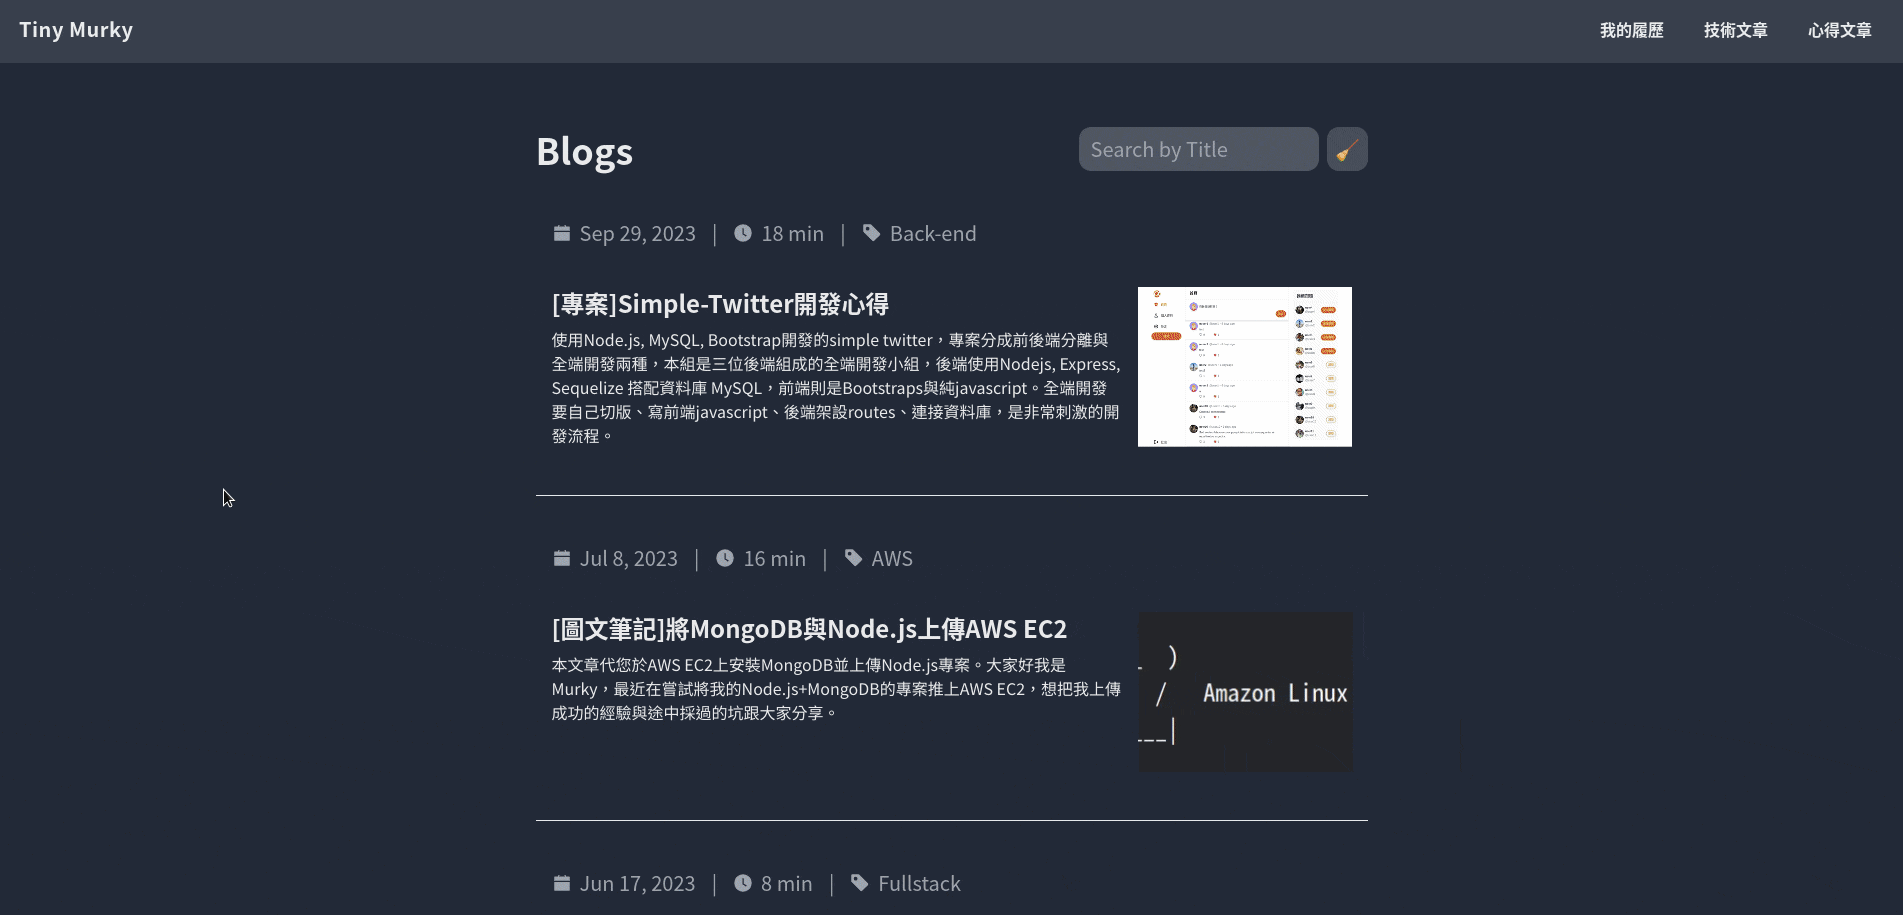 Tiny Murky
我的履歷 技術文章 心得文章
Blogs
Search by Title
Sep 29, 2023 | 18 min | Back-end
[專案]Simple-Twitter開發心得
使用Node.js, MySQL, Bootstrap開發的simple twitter，專案分成前後端分離與
全端開發兩種，本組是三位後端組成的全端開發小組，後端使用Nodejs, Express,
Sequelize 搭配資料庫 MySQL，前端則是Bootstraps與純javascript。全端開發
要自己切版、寫前端javascript、後端架設routes、連接資料庫，是非常刺激的開
發流程。
Jul 8, 2023 | 16 min | AWS
[圖文筆記]將MongoDB與Node.js上傳AWS EC2
本文章代您於AWS EC2上安裝MongoDB並上傳Node.js專案。大家好我是
Murky，最近在嘗試將我的Node.js+MongoDB的專案推上AWS EC2，想把我上傳
成功的經驗與途中採過的坑跟大家分享。
Amazon Linux
Jun 17, 2023 | 8 min | Fullstack